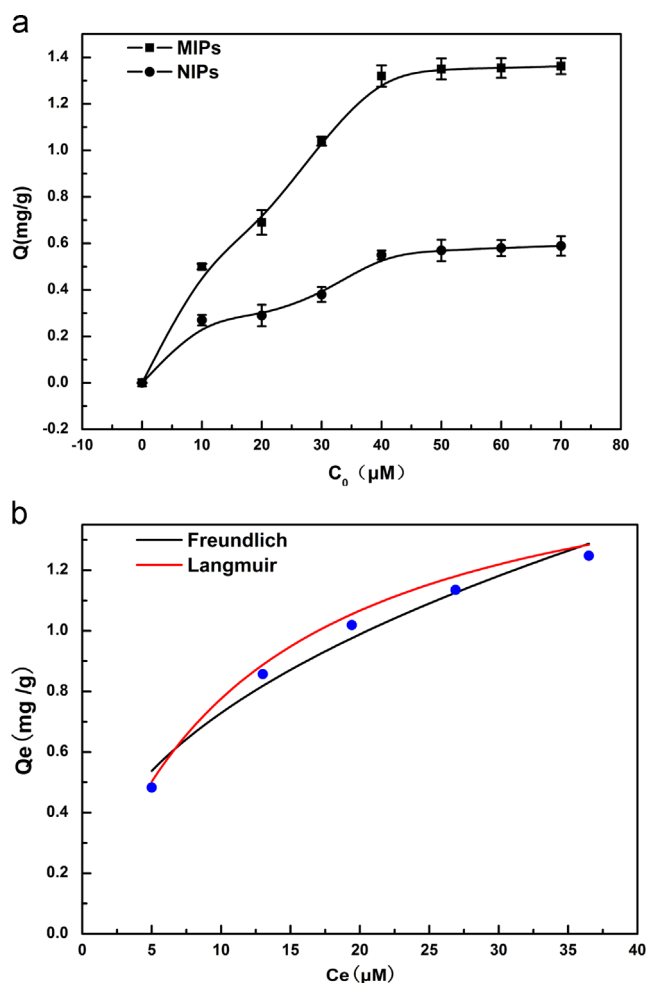 a
MIPs
NIPs
1.4
1.2
1.0
0.8
0.6
0.4
0.2
0.0
-0.2
Q(mg/g)
-10 0 10 20 30 40 50 60 70 80
C₀ （μM）
b
Freundlich
Langmuir
1.2
1.0
0.8
0.6
0.4
0.2
0.0
Qe（mg /g）
0 5 10 15 20 25 30 35 40
Ce（μM）